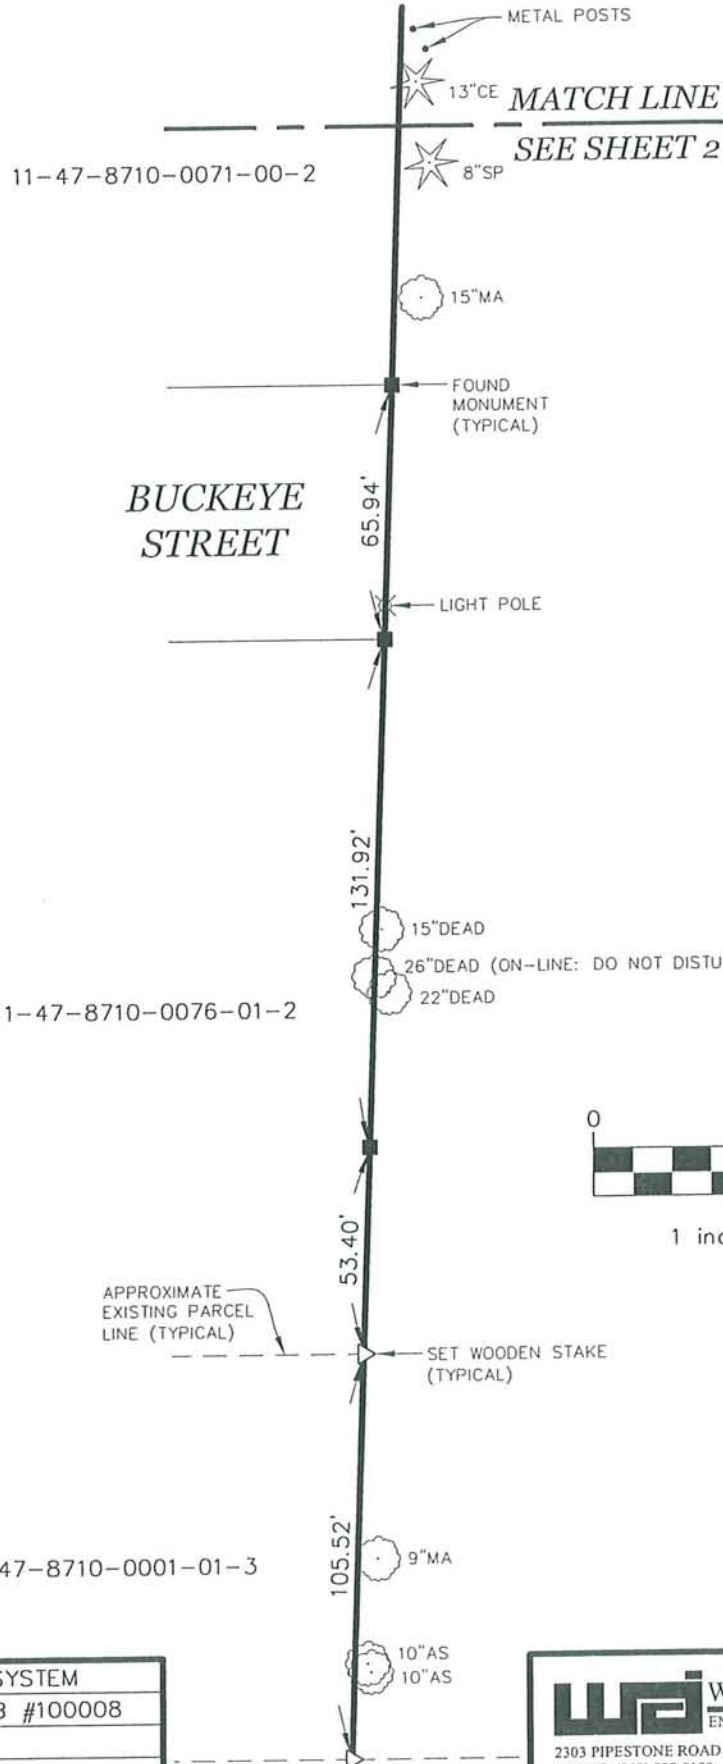 METAL POSTS
13"CE
MATCH LINE
SEE SHEET 2
8"SP
11-47-8710-0071-00-2
15"MA
FOUND
MONUMENT
(TYPICAL)
BUCKEYE
STREET
65.94'
LIGHT POLE
131.92'
15"DEAD
26"DEAD (ON-LINE: DO NOT DISTU
22"DEAD
1-47-8710-0076-01-2
0
1 inc
53.40'
APPROXIMATE
EXISTING PARCEL
LINE (TYPICAL)
SET WOODEN STAKE
(TYPICAL)
105.52'
47-8710-0001-01-3
9"MA
10"AS
10"AS
SYSTEM
#100008
wpi
2303 PIPESTONE ROAD